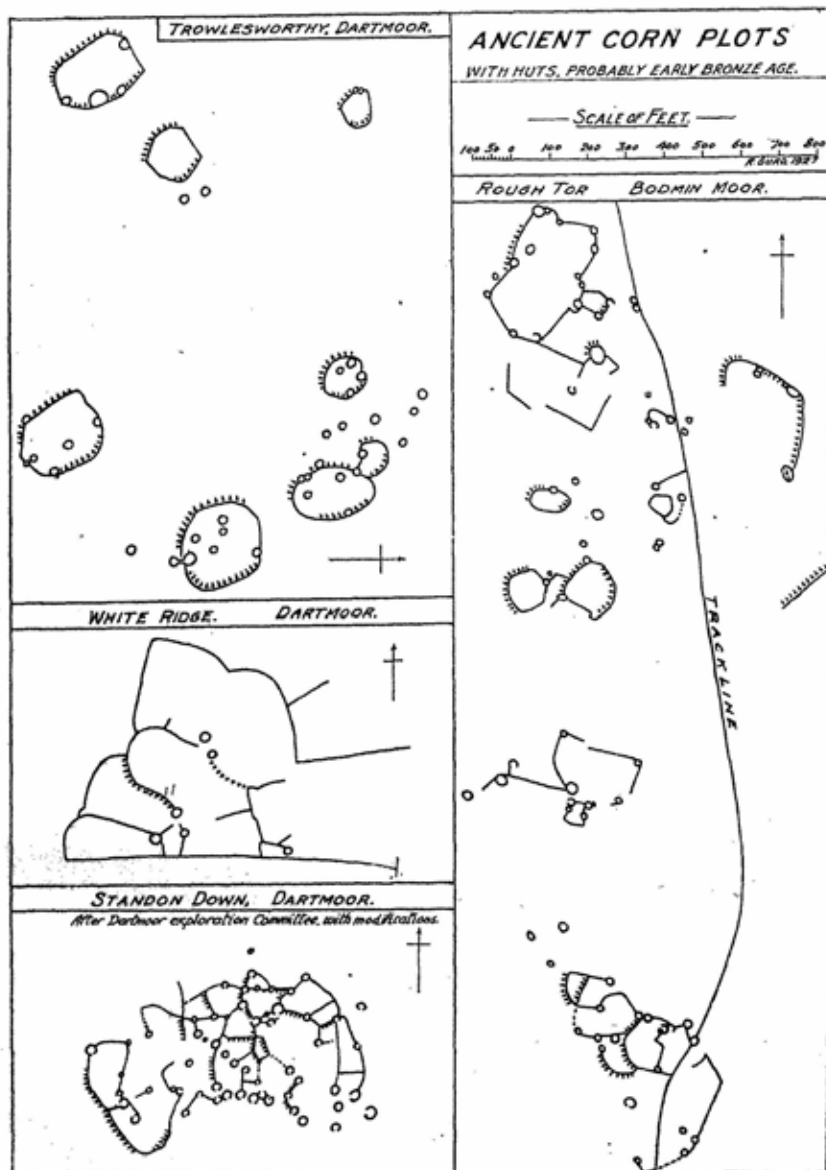 TROWLESWORTHY, DARTMOOR.
ANCIENT CORN PLOTS
WITH HUTS, PROBABLY EARLY BRONZE AGE.
SCALE OF FEET.
100 50 0 100 200 300 400 500 600 700 800
ROUGH TOR BODMIN MOOR.
TRACKLINE
WHITE RIDGE. DARTMOOR.
STANDON DOWN, DARTMOOR.
After Dartmoor exploration Committee, with modifications.